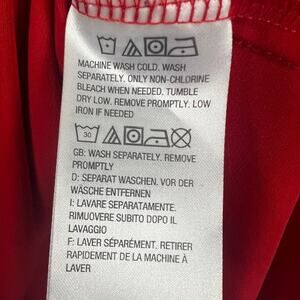 MACHINE WASH COLD. WASH
SEPARATELY. ONLY NON-CHLORINE
BLEACH WHEN NEEDED. TUMBLE
DRY LOW. REMOVE PROMPTLY. LOW
IRON IF NEEDED
30
GB: WASH SEPARATELY. REMOVE
PROMPTLY
D: SEPARAT WASCHEN. VOR DER
WÄSCHE ENTFERNEN
I: LAVARE SEPARATAMENTE.
RIMUOVERE SUBITO DOPO IL
LAVAGGIO
F: LAVER SÉPARÉMENT. RETIRER
RAPIDEMENT DE LA MACHINE À
LAVER